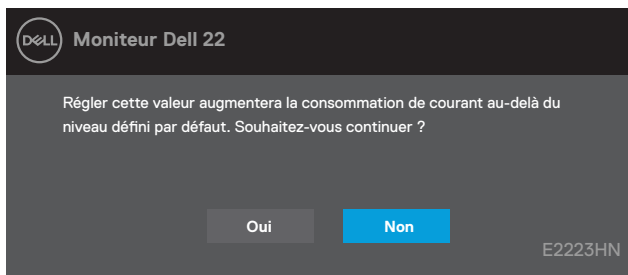 DELL
Moniteur Dell 22
Régler cette valeur augmentera la consommation de courant au-delà du
niveau défini par défaut. Souhaitez-vous continuer ?
Oui
Non
E2223HN